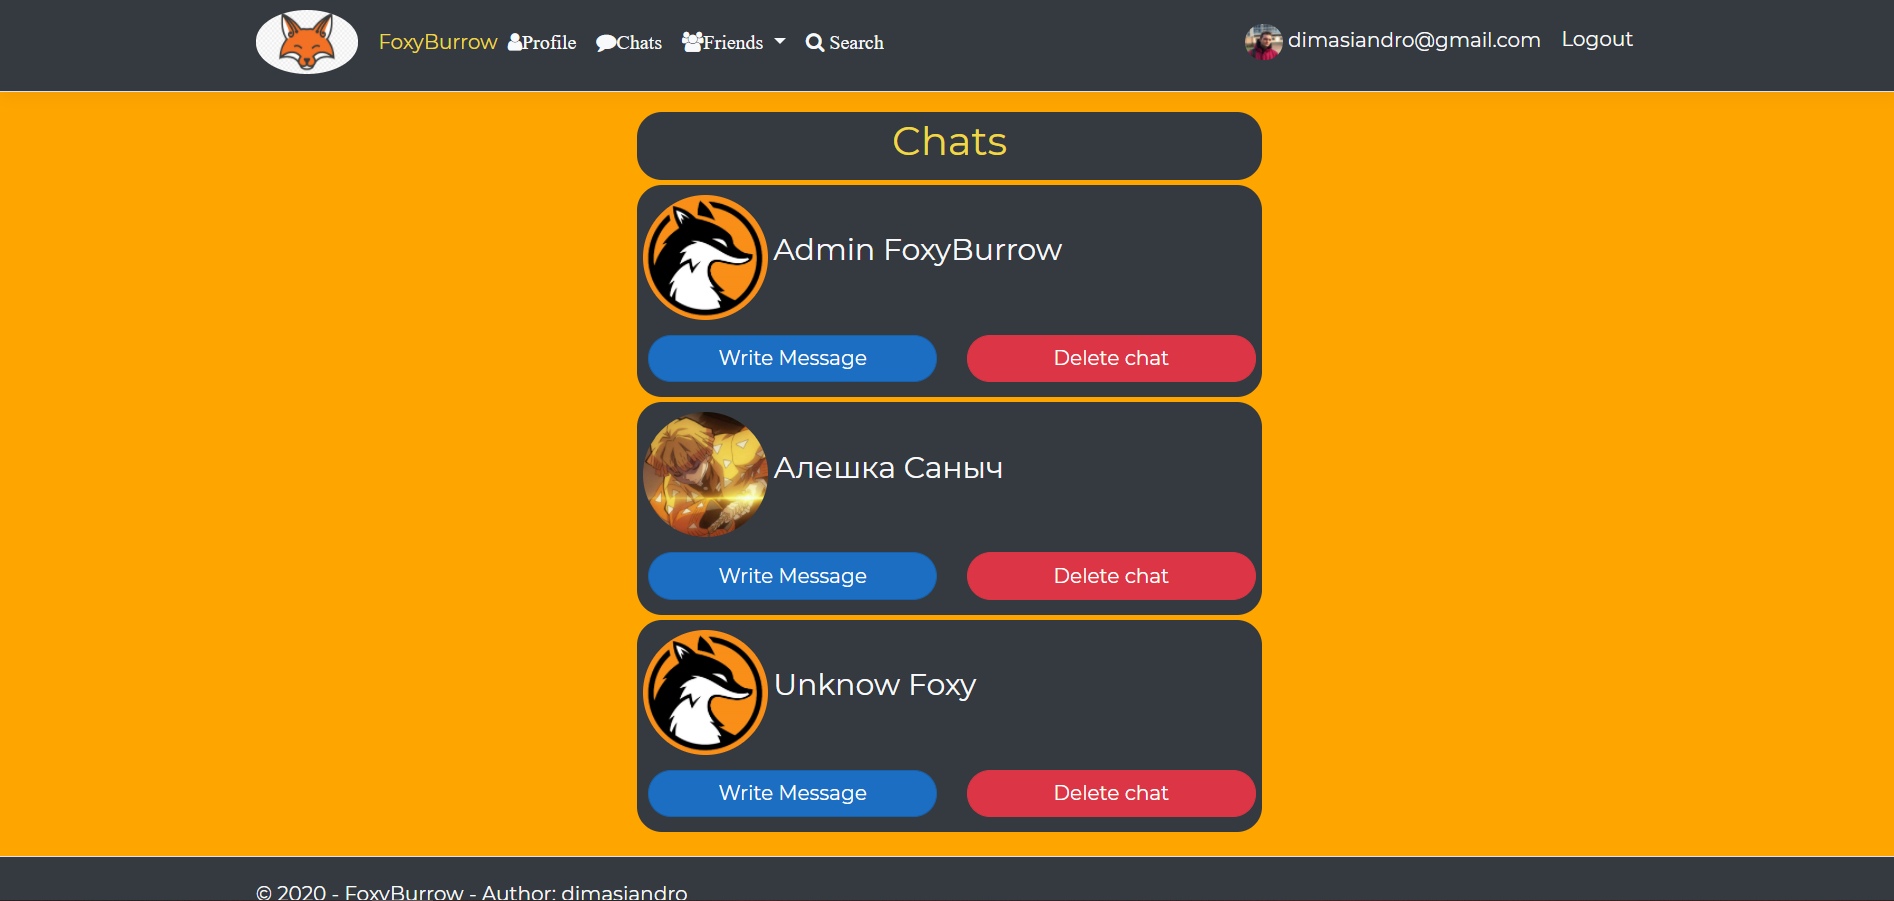 FoxyBurrow Profile Chats Friends Search dimasiandro@gmail.com Logout
Chats
Admin FoxyBurrow
Write Message Delete chat
Алешка Саныч
Write Message Delete chat
Unknow Foxy
Write Message Delete chat
© 2020 - FoxyBurrow - Author: dimasiandro